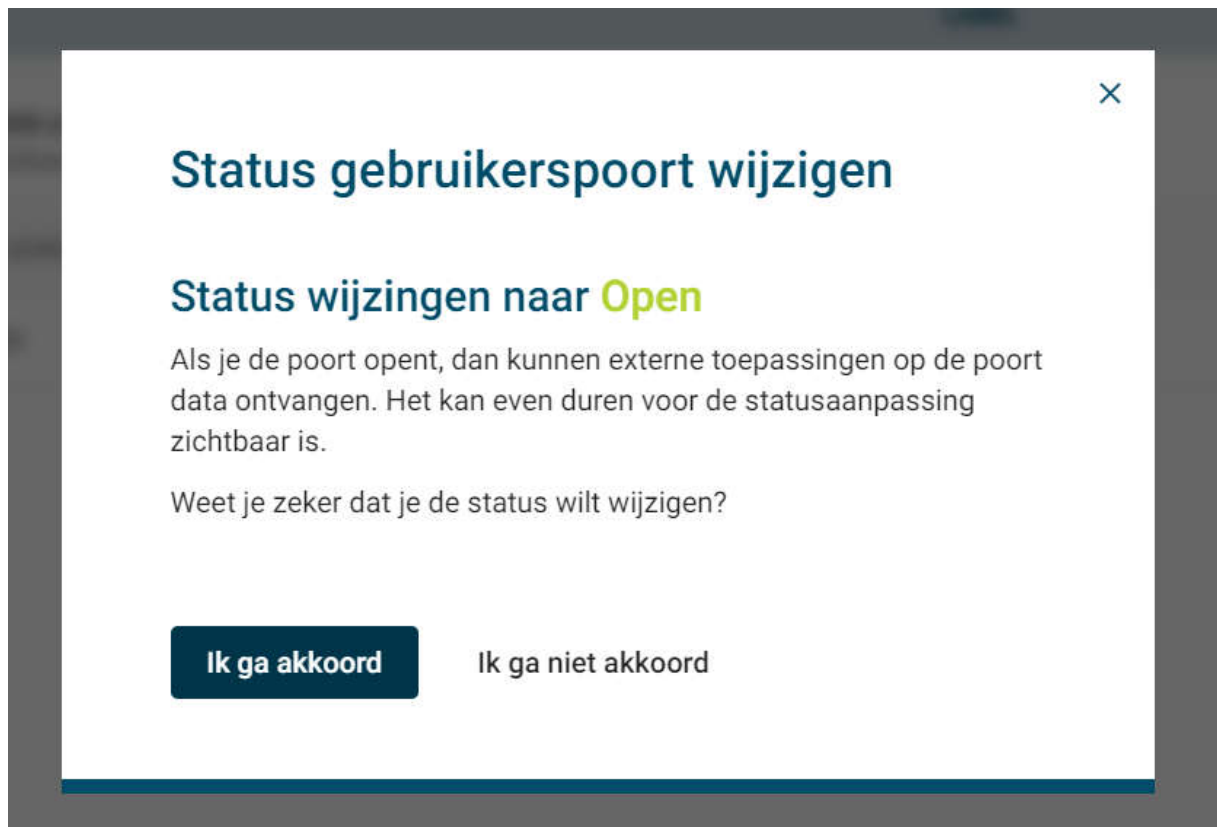 Status gebruikerspoort wijzigen
Status wijzingen naar Open
Als je de poort opent, dan kunnen externe toepassingen op de poort
data ontvangen. Het kan even duren voor de statusaanpassing
zichtbaar is.
Weet je zeker dat je de status wilt wijzigen?
Ik ga akkoord
Ik ga niet akkoord